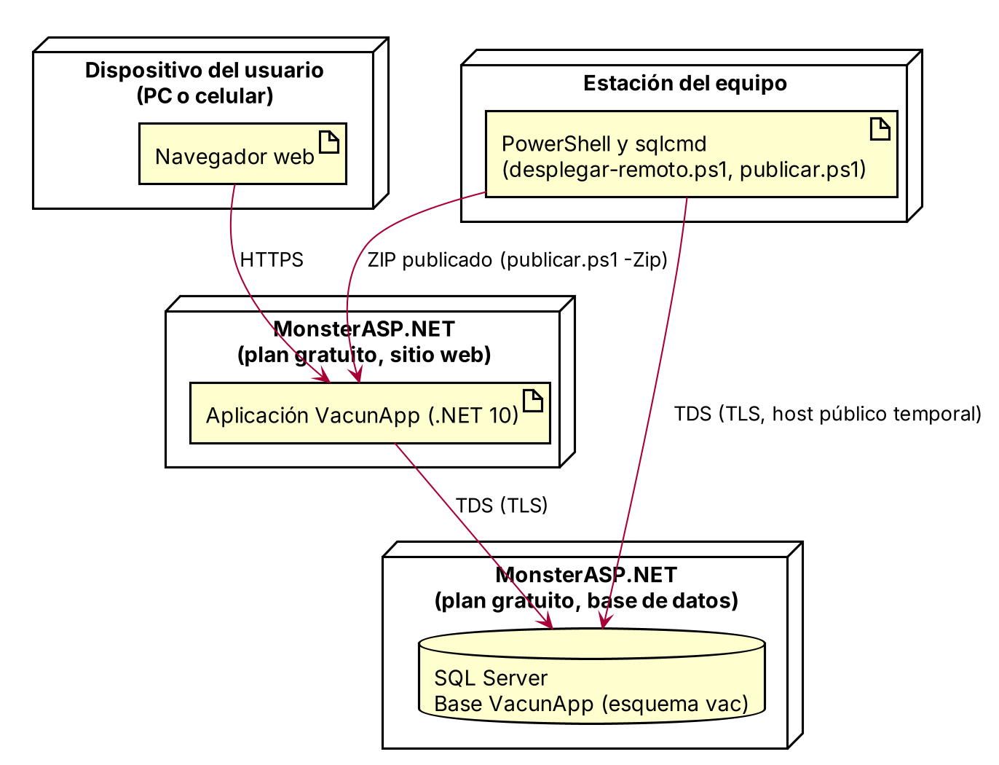 Dispositivo del usuario
(PC o celular)
Navegador web
Estación del equipo
PowerShell y sqlcmd
(desplegar-remoto.ps1, publicar.ps1)
HTTPS
ZIP publicado (publicar.ps1 -Zip)
MonsterASP.NET
(plan gratuito, sitio web)
Aplicación VacunApp (.NET 10)
TDS (TLS, host público temporal)
TDS (TLS)
MonsterASP.NET
(plan gratuito, base de datos)
SQL Server
Base VacunApp (esquema vac)